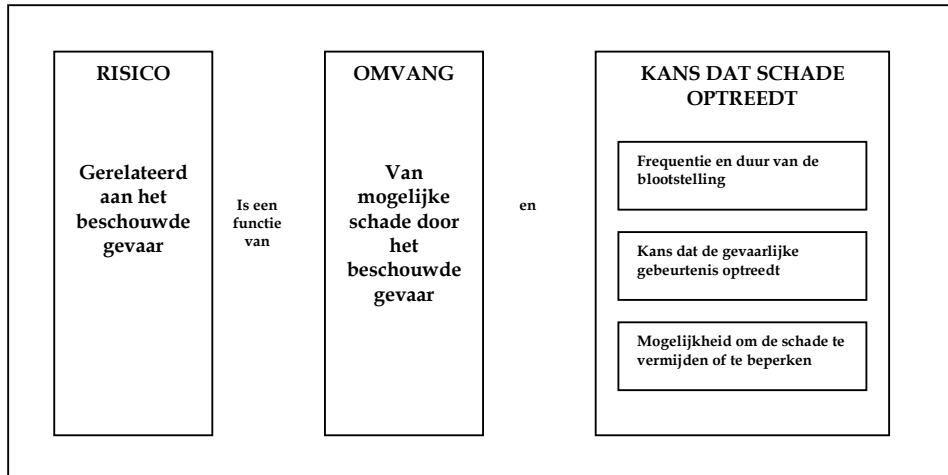 RISICO
Gerelateerd
aan het
beschouwde
gevaar
Is een
functie
van
OMVANG
Van
mogelijke
schade door
het
beschouwde
gevaar
en
KANS DAT SCHADE
OPTREEDT
Frequentie en duur van de
blootstelling
Kans dat de gevaarlijke
gebeurtenis optreedt
Mogelijkheid om de schade te
vermijden of te beperken